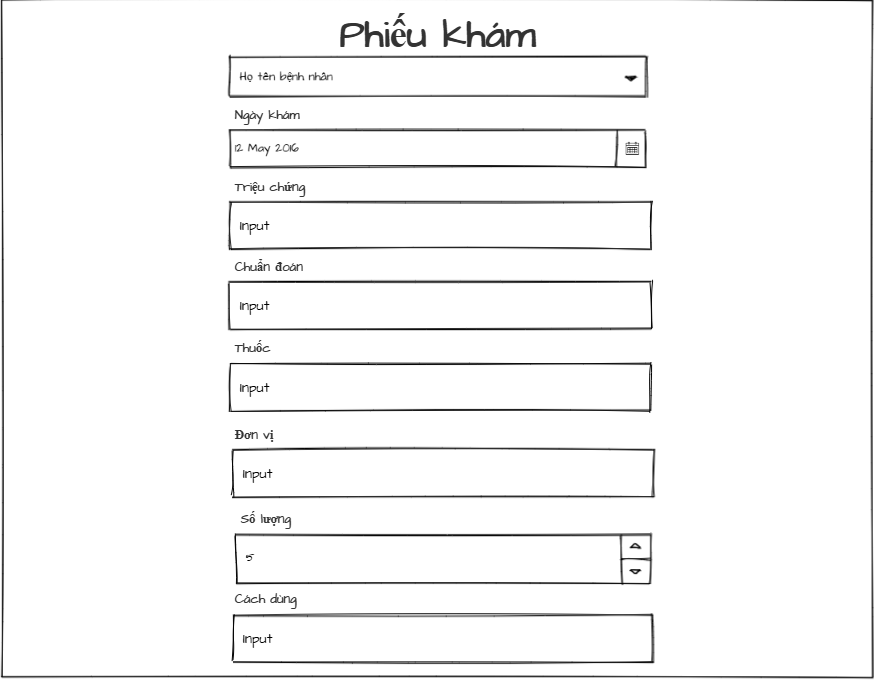 Phiếu khám
Họ tên bệnh nhân
Ngày khám
12 May 2016
Triệu chứng
Input
Chuẩn đoán
Input
Thuốc
Input
Đơn vị
Input
Số lượng
5
Cách dùng
Input